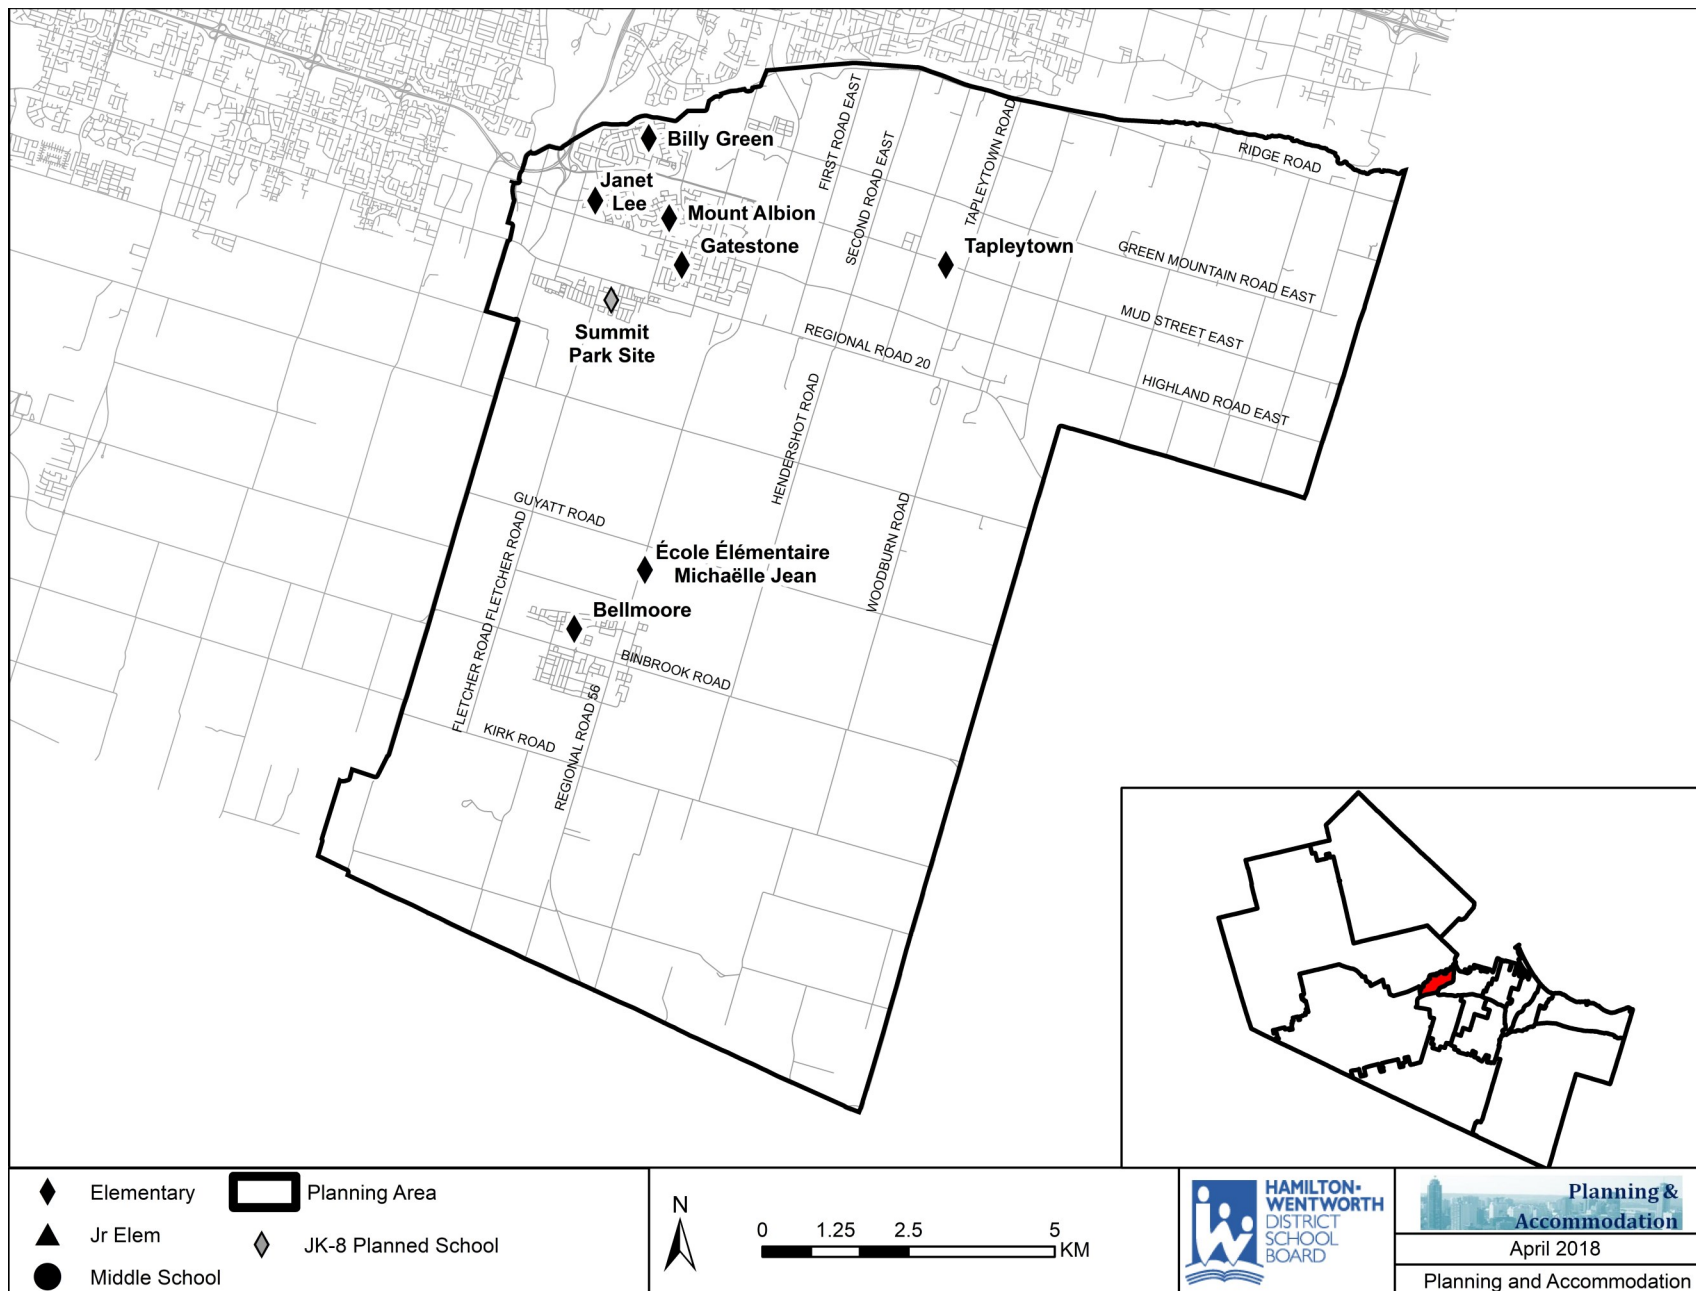 Billy Green
Janet
Lee
Mount Albion
Gatestone
Tapleytown
Summit
Park Site
École Élémentaire
Michaëlle Jean
Bellmoore
FIRST ROAD EAST
SECOND ROAD EAST
TAPLEYTOWN ROAD
RIDGE ROAD
GREEN MOUNTAIN ROAD EAST
MUD STREET EAST
HIGHLAND ROAD EAST
REGIONAL ROAD 20
HENDERSHOT ROAD
WOODBURN ROAD
GUYATT ROAD
FLETCHER ROAD
FLETCHER ROAD
BINBROOK ROAD
REGIONAL ROAD 56
KIRK ROAD
Elementary
Planning Area
Jr Elem
JK-8 Planned School
Middle School
N
0 1.25 2.5 5
KM
HAMILTON-
WENTWORTH
DISTRICT
SCHOOL
BOARD
Planning &
Accommodation
April 2018
Planning and Accommodation